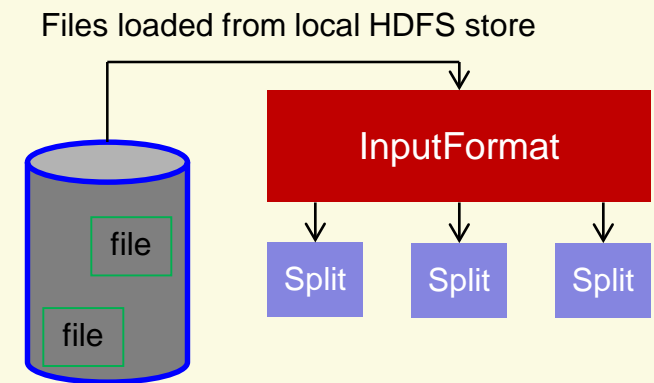 Files loaded from local HDFS store
InputFormat
file
Split Split Split
file